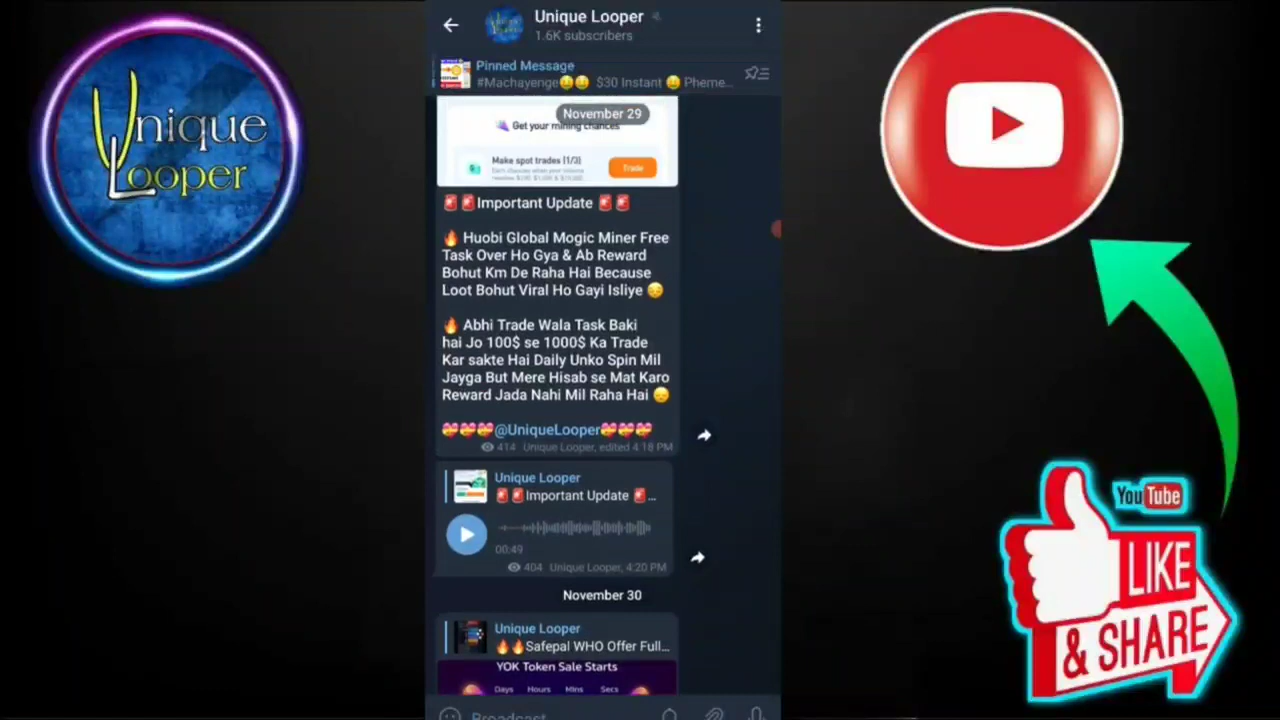 Unique Looper
Unique Looper
1.6K subscribers
Pinned Message
#Machayenge🤑🤑 $30 Instant 🤑 Pheme...
November 29
Get your mining chances
Make spot trades (1/3)
Trade
🚨🚨Important Update 🚨🚨
🔥 Huobi Global Mogic Miner Free
Task Over Ho Gya & Ab Reward
Bohut Km De Raha Hai Because
Loot Bohut Viral Ho Gayi Isliye 😔
🔥 Abhi Trade Wala Task Baki
hai Jo 100$ se 1000$ Ka Trade
Kar sakte Hai Daily Unko Spin Mil
Jayga But Mere Hisab se Mat Karo
Reward Jada Nahi Mil Raha Hai 😔
💝💝💝@UniqueLooper💝💝💝
414 Unique Looper, edited 4:18 PM
Unique Looper
🚨🚨Important Update 🚨...
00:49
404 Unique Looper, 4:20 PM
November 30
Unique Looper
🔥🔥Safepal WHO Offer Full...
YOK Token Sale Starts
Days Hours Mins Secs
Broadcast
YouTube
LIKE
& SHARE